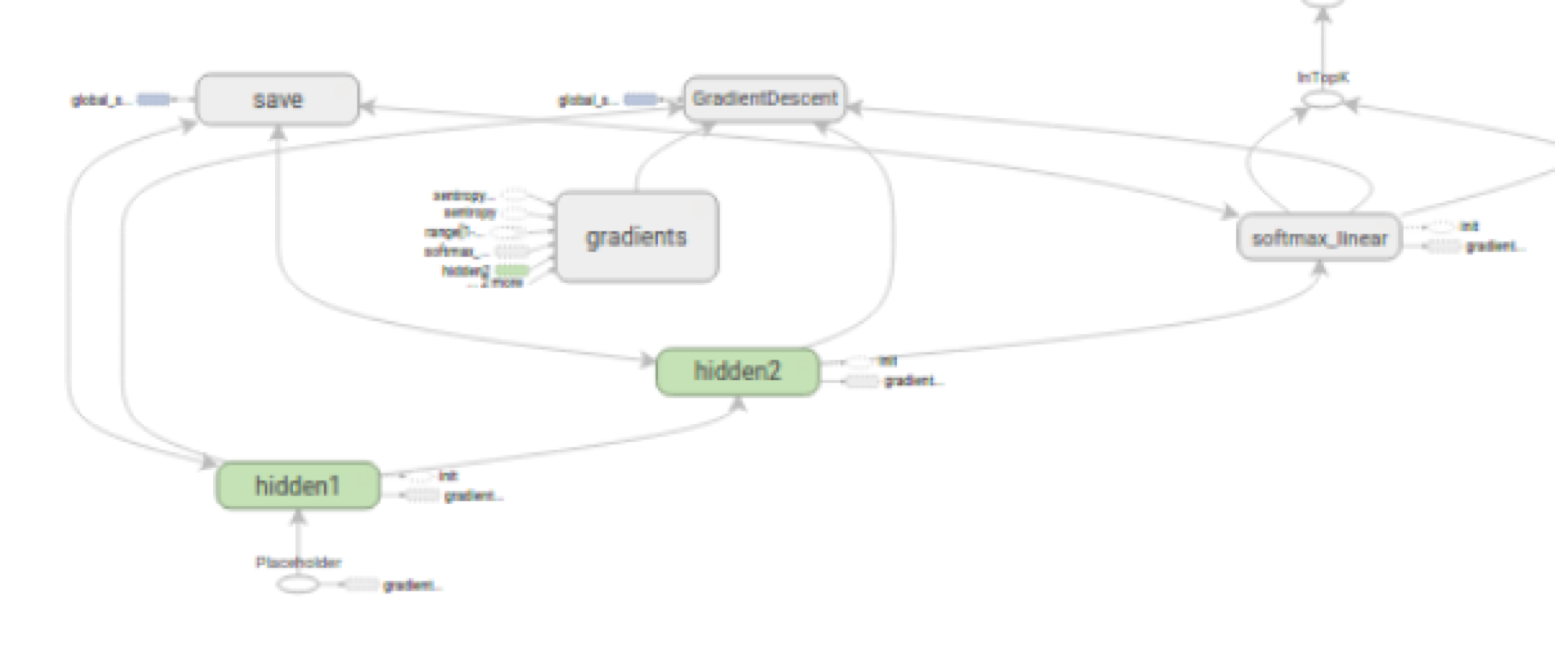 InTopK
global_s...
save
global_s...
GradientDescent
xentropy...
xentropy
range[1-...
softmax_...
hidden2
... 2 more
gradients
softmax_linear
init
gradient...
hidden2
init
gradient...
hidden1
init
gradient...
Placeholder
gradient...